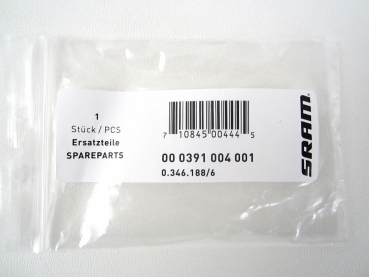 1
Stück / PCS
Ersatzteile
SPAREPARTS
7 10845 00444 5
00 0391 004 001
0.346.188/6
SRAM